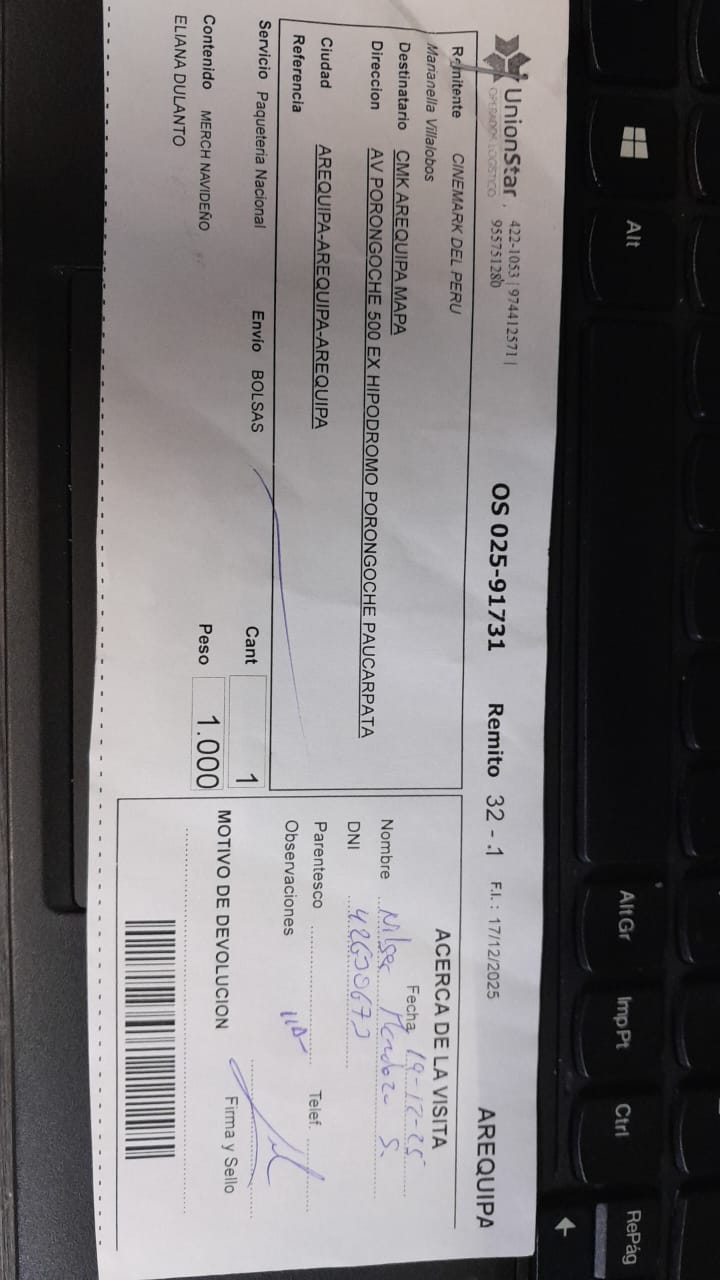 UnionStar
OPERADOR LOGISTICO
422-1053 | 974412571 |
955751280
OS 025-91731 Remito 32 - .1 F.I. : 17/12/2025 AREQUIPA
Remitente CINEMARK DEL PERU
Marianella Villalobos
Destinatario CMK AREQUIPA MAPA
Direccion AV PORONGOCHE 500 EX HIPODROMO PORONGOCHE PAUCARPATA
Ciudad AREQUIPA-AREQUIPA-AREQUIPA
Referencia
Servicio Paqueteria Nacional Envio BOLSAS Cant 1
Contenido MERCH NAVIDEÑO Peso 1.000
ELIANA DULANTO
ACERCA DE LA VISITA
Fecha 19-12-25
Nombre
DNI
Parentesco Telef.
Observaciones
MOTIVO DE DEVOLUCION Firma y Sello
Alt
AltGr
ImpPt
Ctrl
RePág